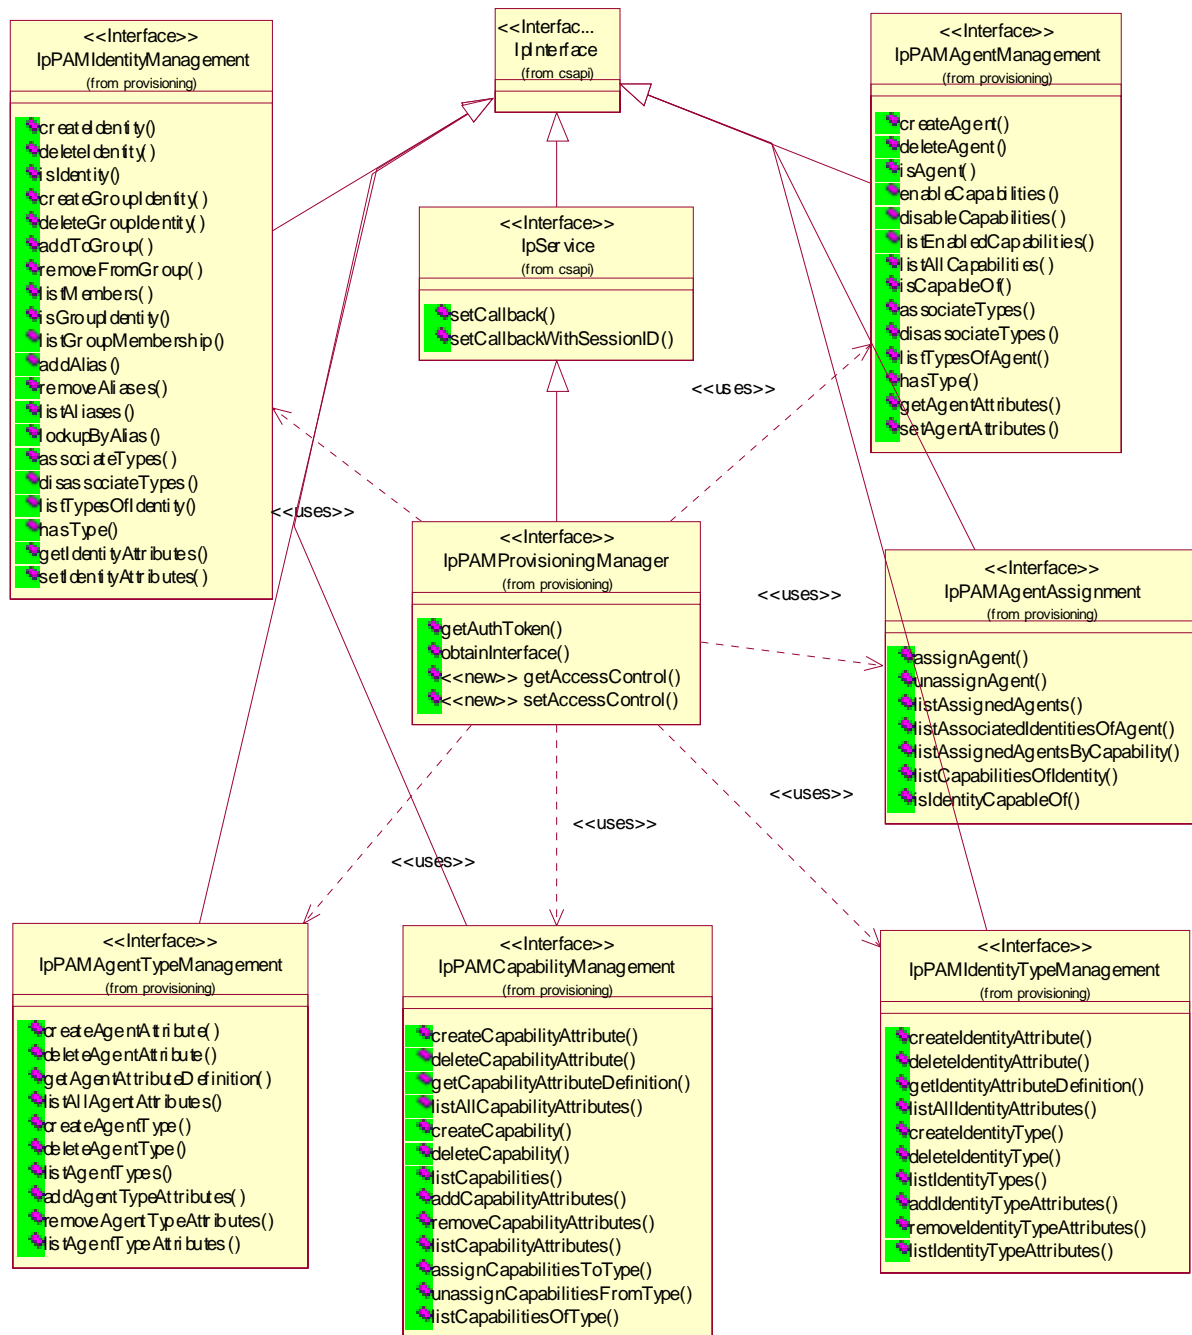 <<Interface>>
IpPAMIdentityManagement
(from provisioning)
createIdentity()
deleteIdentity()
isIdentity()
createGroupIdentity()
deleteGroupIdentity()
addToGroup()
removeFromGroup()
listMembers()
isGroupIdentity()
listGroupMembership()
addAlias()
removeAliases()
listAliases()
lookupByAlias()
associateTypes()
disassociateTypes()
listTypesOfIdentity()
hasType()
getIdentityAttributes()
setIdentityAttributes()
<<Interfac...
IpInterface
(from csapi)
<<Interface>>
IpPAMAgentManagement
(from provisioning)
createAgent()
deleteAgent()
isAgent()
enableCapabilities()
disableCapabilities()
listEnabledCapabilities()
listAllCapabilities()
isCapableOf()
associateTypes()
disassociateTypes()
listTypesOfAgent()
hasType()
getAgentAttributes()
setAgentAttributes()
<<Interface>>
IpService
(from csapi)
setCallback()
setCallbackWithSessionID()
<<uses>>
<<uses>>
<<Interface>>
IpPAMProvisioningManager
(from provisioning)
getAuthToken()
obtainInterface()
<<new>> getAccessControl()
<<new>> setAccessControl()
<<uses>>
<<Interface>>
IpPAMAgentAssignment
(from provisioning)
assignAgent()
unassignAgent()
listAssignedAgents()
listAssociatedIdentitiesOfAgent()
listAssignedAgentsByCapability()
listCapabilitiesOfIdentity()
isIdentityCapableOf()
<<uses>>
<<uses>>
<<uses>>
<<Interface>>
IpPAMAgentTypeManagement
(from provisioning)
createAgentAttribute()
deleteAgentAttribute()
getAgentAttributeDefinition()
listAllAgentAttributes()
createAgentType()
deleteAgentType()
listAgentTypes()
addAgentTypeAttributes()
removeAgentTypeAttributes()
listAgentTypeAttributes()
<<Interface>>
IpPAMCapabilityManagement
(from provisioning)
createCapabilityAttribute()
deleteCapabilityAttribute()
getCapabilityAttributeDefinition()
listAllCapabilityAttributes()
createCapability()
deleteCapability()
listCapabilities()
addCapabilityAttributes()
removeCapabilityAttributes()
listCapabilityAttributes()
assignCapabilitiesToType()
unassignCapabilitiesFromType()
listCapabilitiesOfType()
<<Interface>>
IpPAMIdentityTypeManagement
(from provisioning)
createIdentityAttribute()
deleteIdentityAttribute()
getIdentityAttributeDefinition()
listAllIdentityAttributes()
createIdentityType()
deleteIdentityType()
listIdentityTypes()
addIdentityTypeAttributes()
removeIdentityTypeAttributes()
listIdentityTypeAttributes()